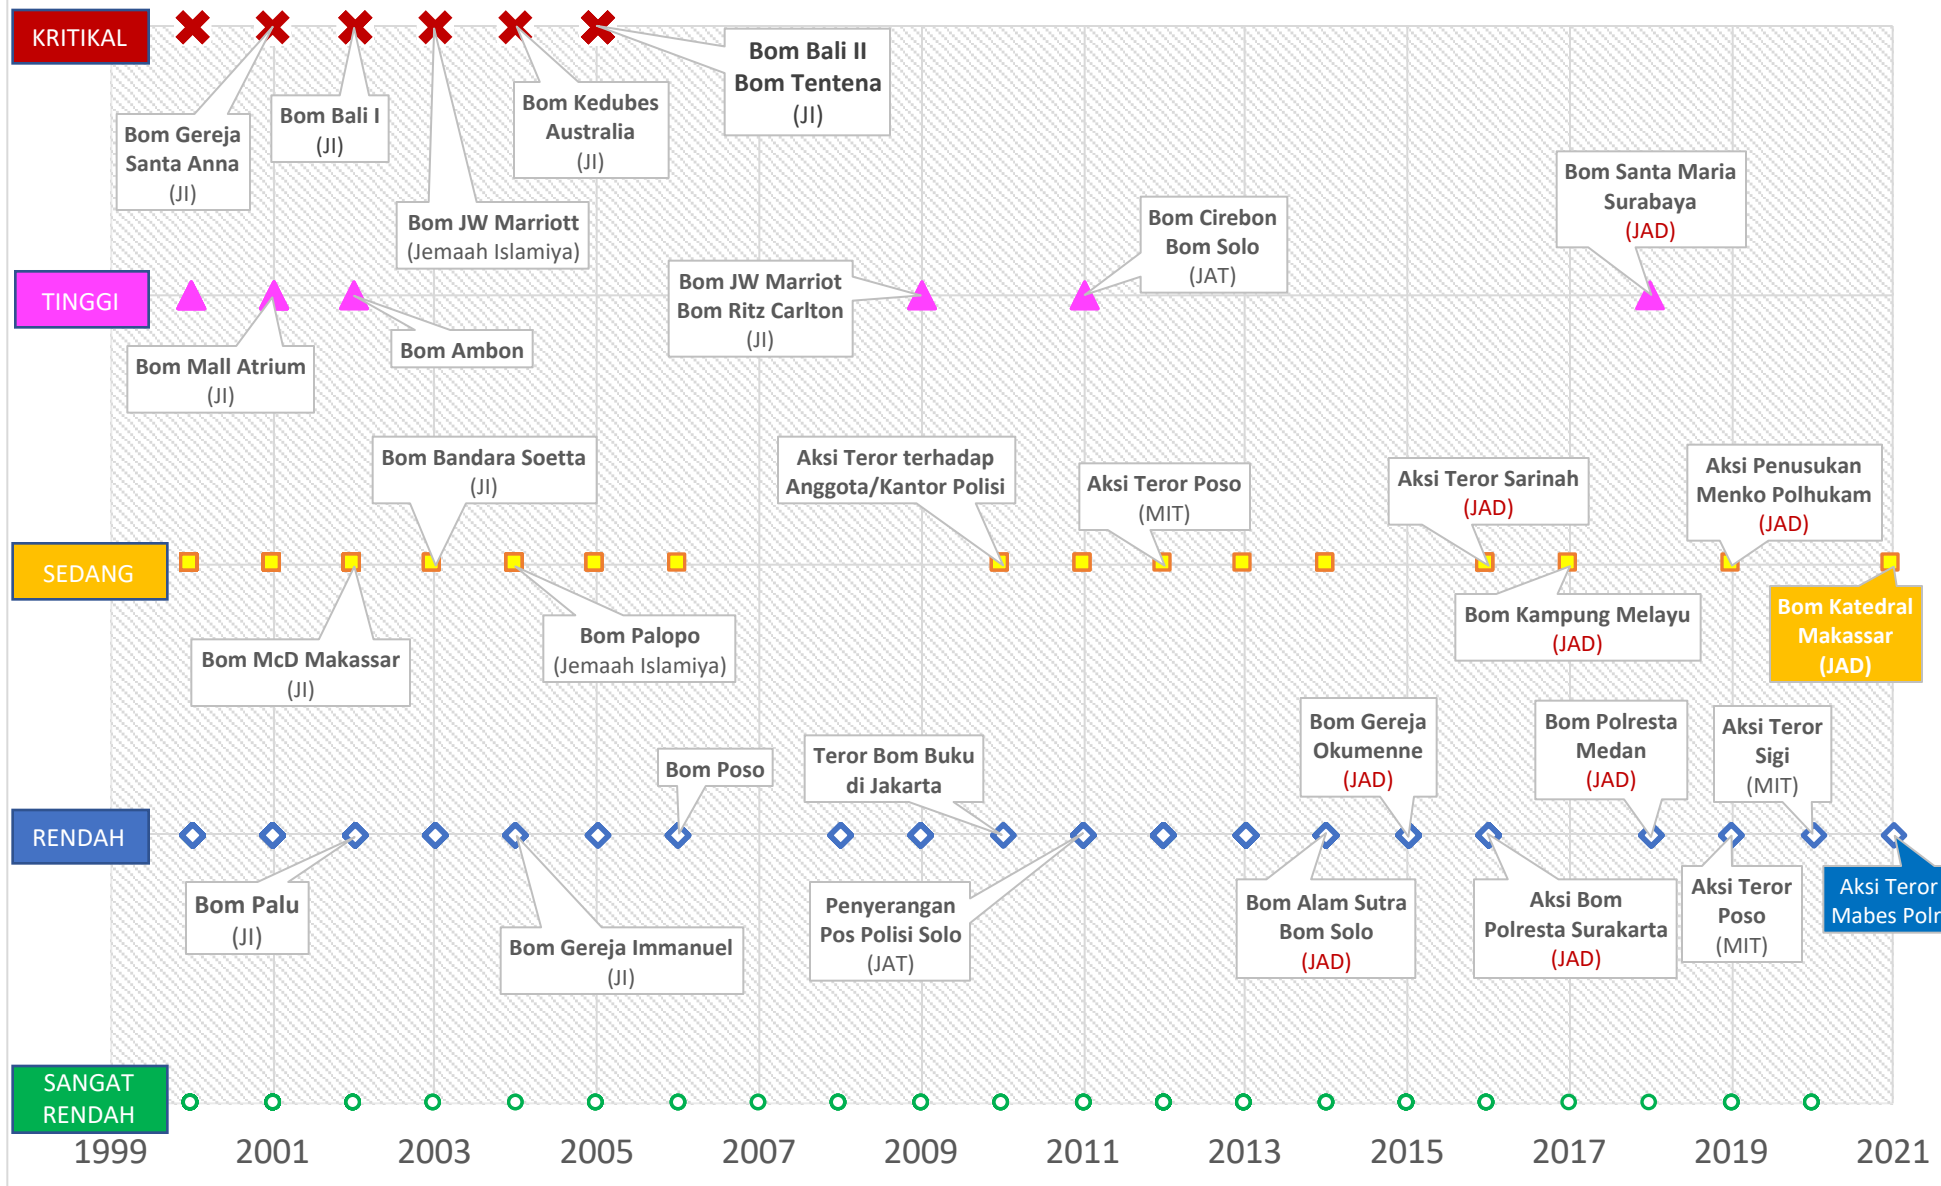 KRITIKAL
Bom Gereja
Santa Anna
(JI)
Bom Bali I
(JI)
Bom JW Marriott
(Jemaah Islamiya)
Bom Kedubes
Australia
(JI)
Bom Bali II
Bom Tentena
(JI)
TINGGI
Bom Mall Atrium
(JI)
Bom Ambon
Bom JW Marriot
Bom Ritz Carlton
(JI)
Bom Cirebon
Bom Solo
(JAT)
Bom Santa Maria
Surabaya
(JAD)
SEDANG
Bom McD Makassar
(JI)
Bom Bandara Soetta
(JI)
Bom Palopo
(Jemaah Islamiya)
Aksi Teror terhadap
Anggota/Kantor Polisi
Aksi Teror Poso
(MIT)
Aksi Teror Sarinah
(JAD)
Bom Kampung Melayu
(JAD)
Aksi Penusukan
Menko Polhukam
(JAD)
Bom Katedral
Makassar
(JAD)
RENDAH
Bom Palu
(JI)
Bom Gereja Immanuel
(JI)
Bom Poso
Teror Bom Buku
di Jakarta
Penyerangan
Pos Polisi Solo
(JAT)
Bom Gereja
Okumenne
(JAD)
Bom Alam Sutra
Bom Solo
(JAD)
Aksi Bom
Polresta Surakarta
(JAD)
Bom Polresta
Medan
(JAD)
Aksi Teror
Poso
(MIT)
Aksi Teror
Sigi
(MIT)
Aksi Teror
Mabes Polr
SANGAT
RENDAH
1999 2001 2003 2005 2007 2009 2011 2013 2015 2017 2019 2021